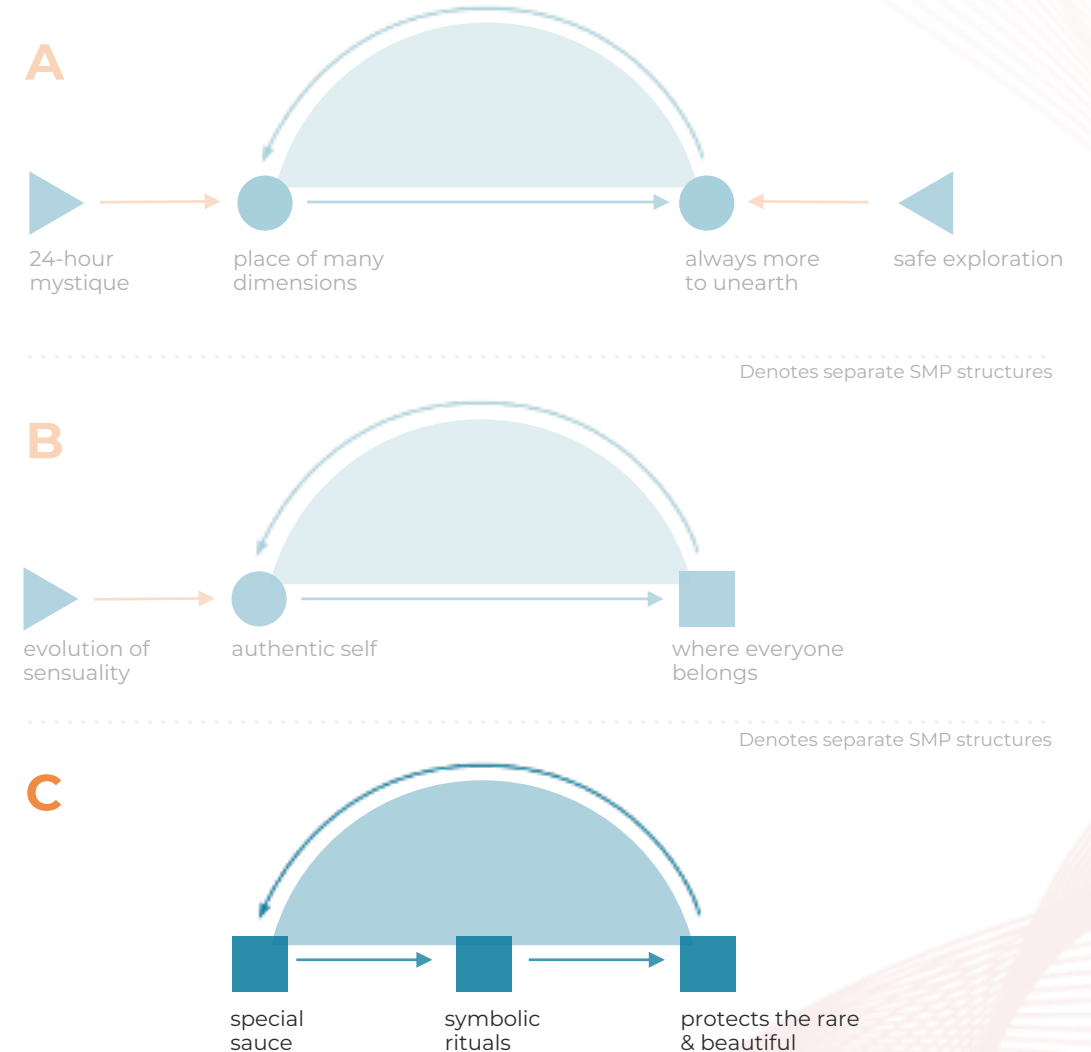 A
24-hour
mystique
place of many
dimensions
always more
to unearth
safe exploration
Denotes separate SMP structures
B
evolution of
sensuality
authentic self
where everyone
belongs
Denotes separate SMP structures
C
special
sauce
symbolic
rituals
protects the rare
& beautiful